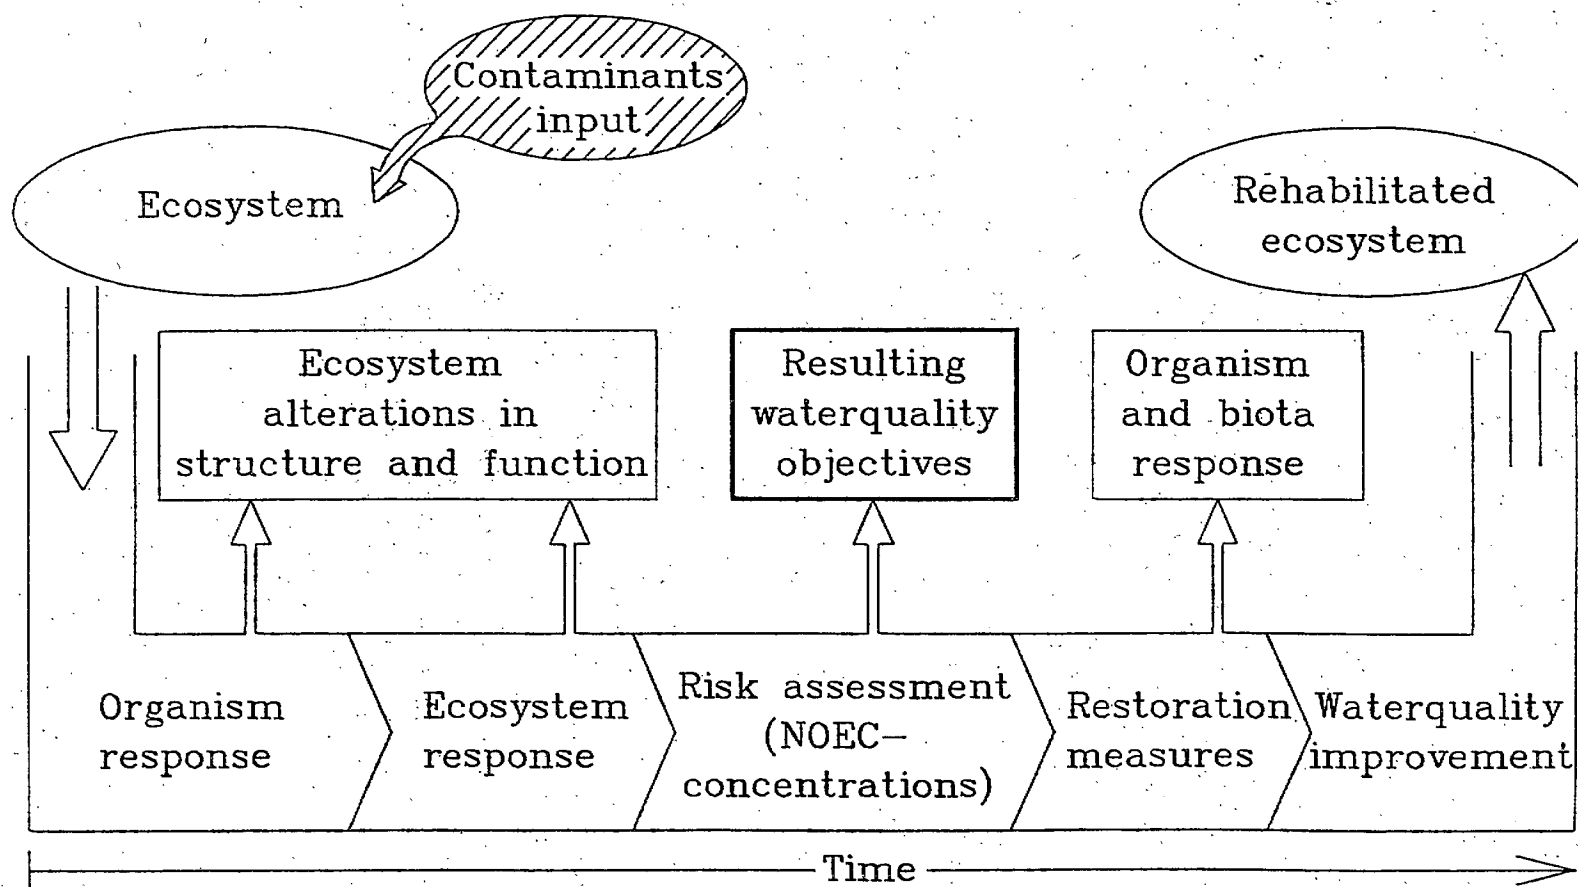 Contaminants
input
Ecosystem
Rehabilitated
ecosystem
Ecosystem
alterations in
structure and function
Resulting
waterquality
objectives
Organism
and biota
response
Organism
response
Ecosystem
response
Risk assessment
(NOEC-
concentrations)
Restoration
measures
Waterquality
improvement
Time